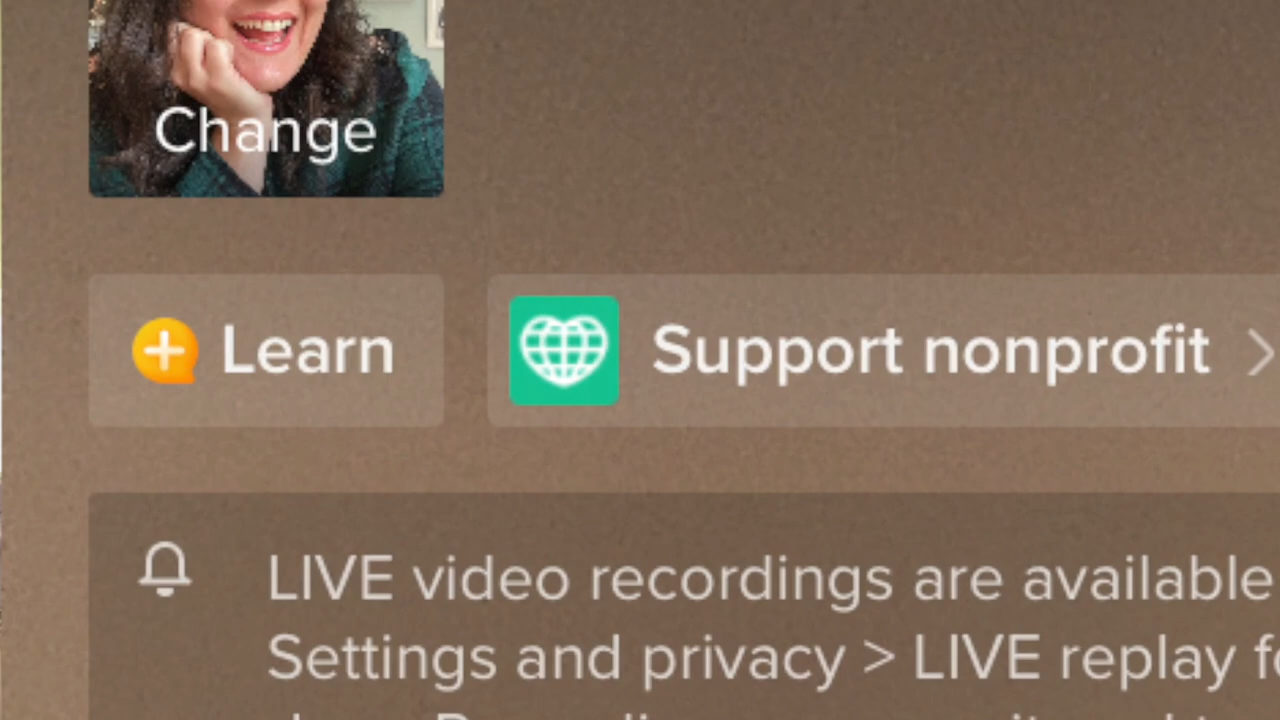 Change
Learn
Support nonprofit >
LIVE video recordings are available
Settings and privacy > LIVE replay